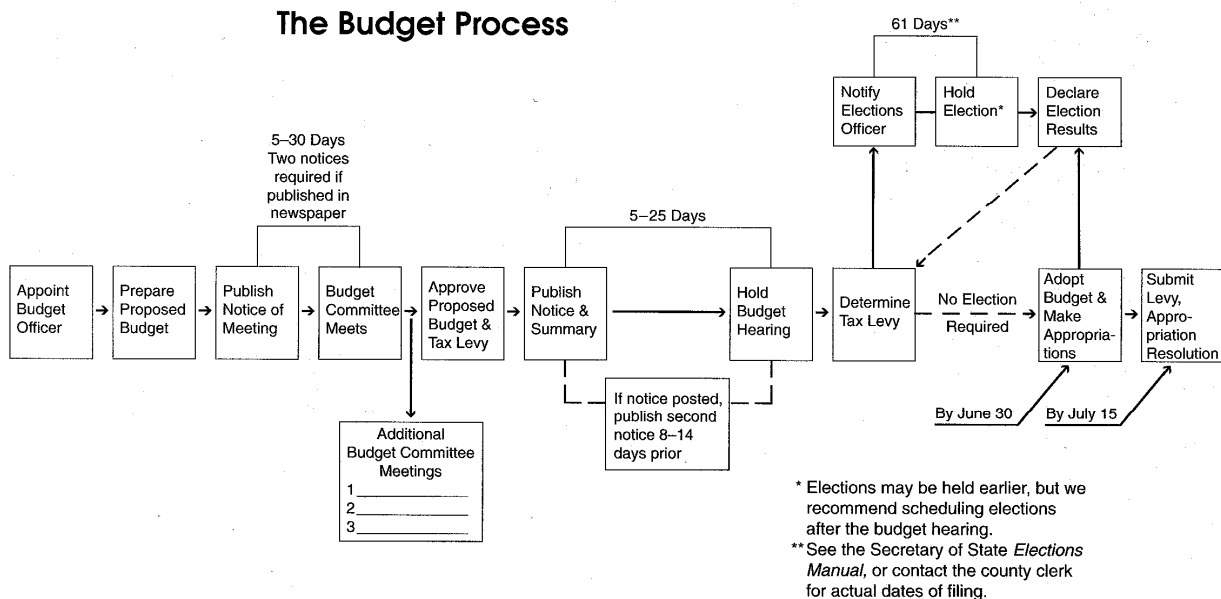 The Budget Process
61 Days**
Notify
Elections
Officer
Hold
Election*
Declare
Election
Results
5–30 Days
Two notices
required if
published in
newspaper
5–25 Days
Appoint
Budget
Officer
Prepare
Proposed
Budget
Publish
Notice of
Meeting
Budget
Committee
Meets
Approve
Proposed
Budget &
Tax Levy
Publish
Notice &
Summary
Hold
Budget
Hearing
Determine
Tax Levy
No Election
Required
Adopt
Budget &
Make
Appropria-
tions
Submit
Levy,
Appro-
priation
Resolution
If notice posted,
publish second
notice 8–14
days prior
By June 30
By July 15
Additional
Budget Committee
Meetings
1
2
3
* Elections may be held earlier, but we
recommend scheduling elections
after the budget hearing.
** See the Secretary of State Elections
Manual, or contact the county clerk
for actual dates of filing.